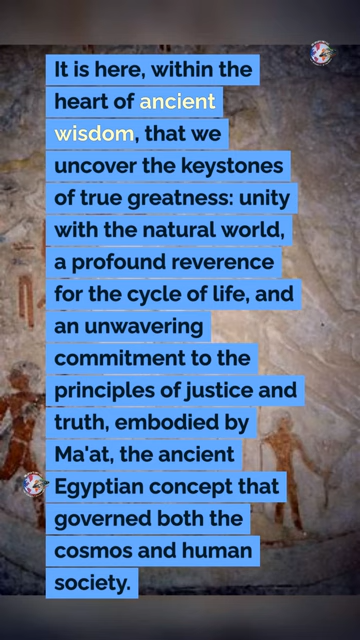 It is here, within the
heart of ancient
wisdom, that we
uncover the keystones
of true greatness: unity
with the natural world,
a profound reverence
for the cycle of life, and
an unwavering
commitment to the
principles of justice and
truth, embodied by
Ma'at, the ancient
Egyptian concept that
governed both the
cosmos and human
society.